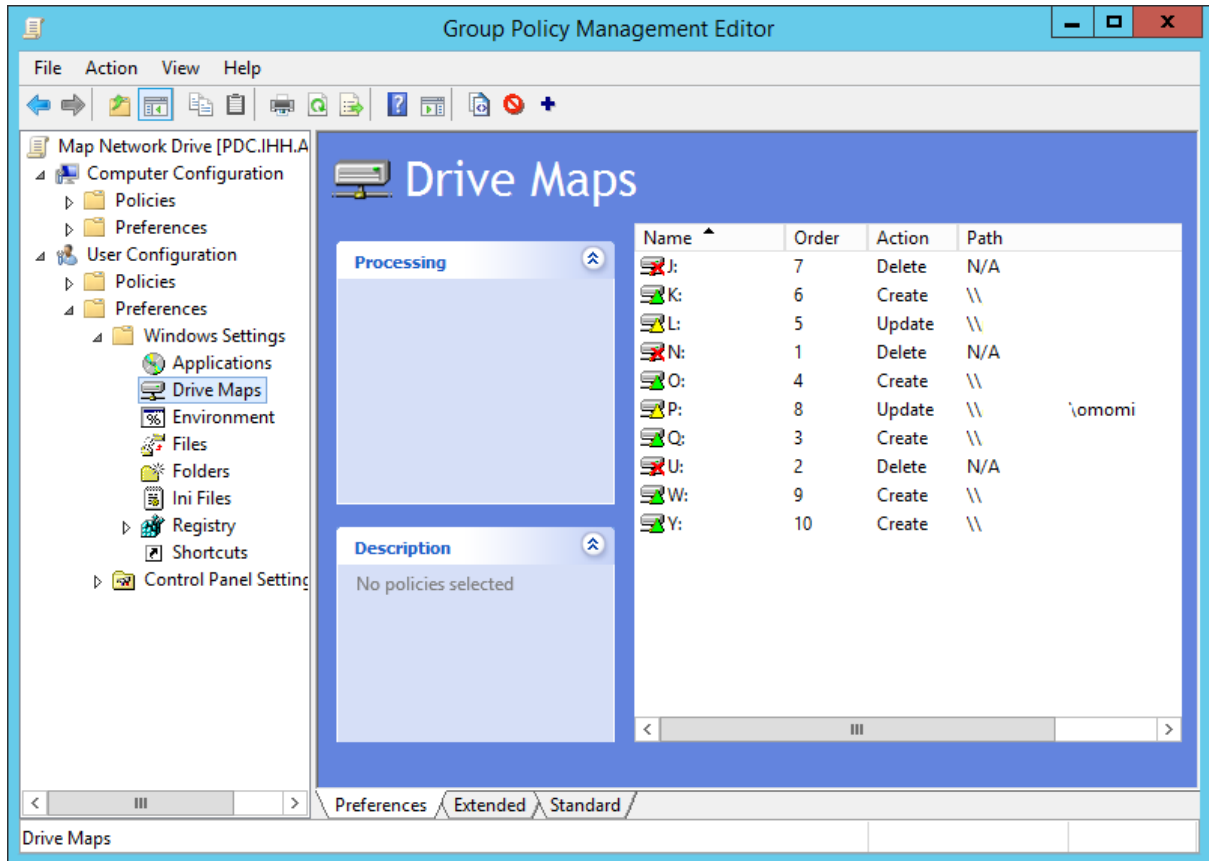 Group Policy Management Editor
File Action View Help
Map Network Drive [PDC.IHH.A
Computer Configuration
Policies
Preferences
User Configuration
Policies
Preferences
Windows Settings
Applications
Drive Maps
Environment
Files
Folders
Ini Files
Registry
Shortcuts
Control Panel Setting
Drive Maps
Processing
Description
No policies selected
Name Order Action Path
J: 7 Delete N/A
K: 6 Create \\
L: 5 Update \\
N: 1 Delete N/A
O: 4 Create \\
P: 8 Update \\ \omomi
Q: 3 Create \\
U: 2 Delete N/A
W: 9 Create \\
Y: 10 Create \\
Preferences Extended Standard
Drive Maps